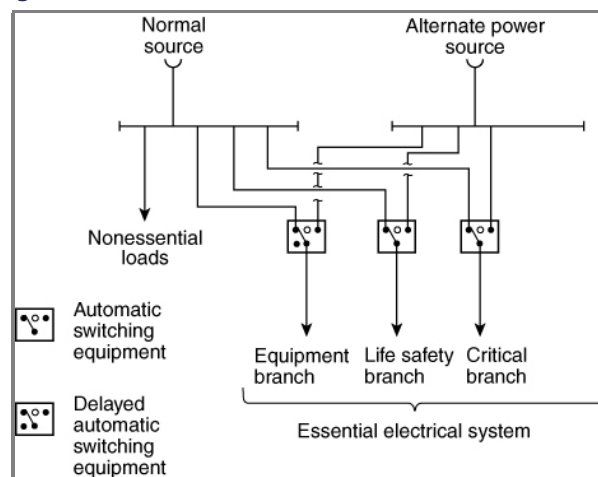 Normal
source
Alternate power
source
Nonessential
loads
Automatic
switching
equipment
Delayed
automatic
switching
equipment
Equipment
branch
Life safety
branch
Critical
branch
Essential electrical system